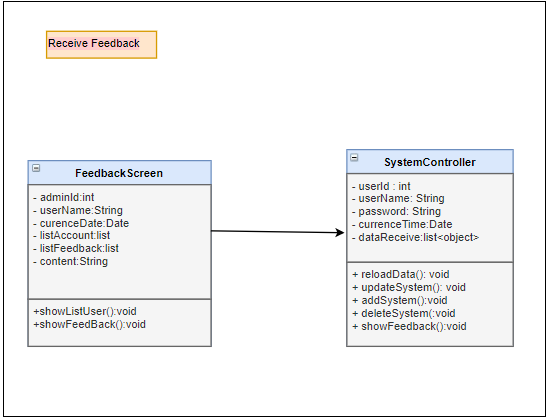 Receive Feedback
FeedbackScreen
- adminId:int
- userName:String
- curenceDate:Date
- listAccount:list
- listFeedback:list
- content:String
+showListUser():void
+showFeedBack():void
SystemController
- userId : int
- userName: String
- password: String
- currenceTime:Date
- dataReceive:list<object>
+ reloadData(): void
+ updateSystem(): void
+ addSystem():void
+ deleteSystem(:void
+ showFeedback():void